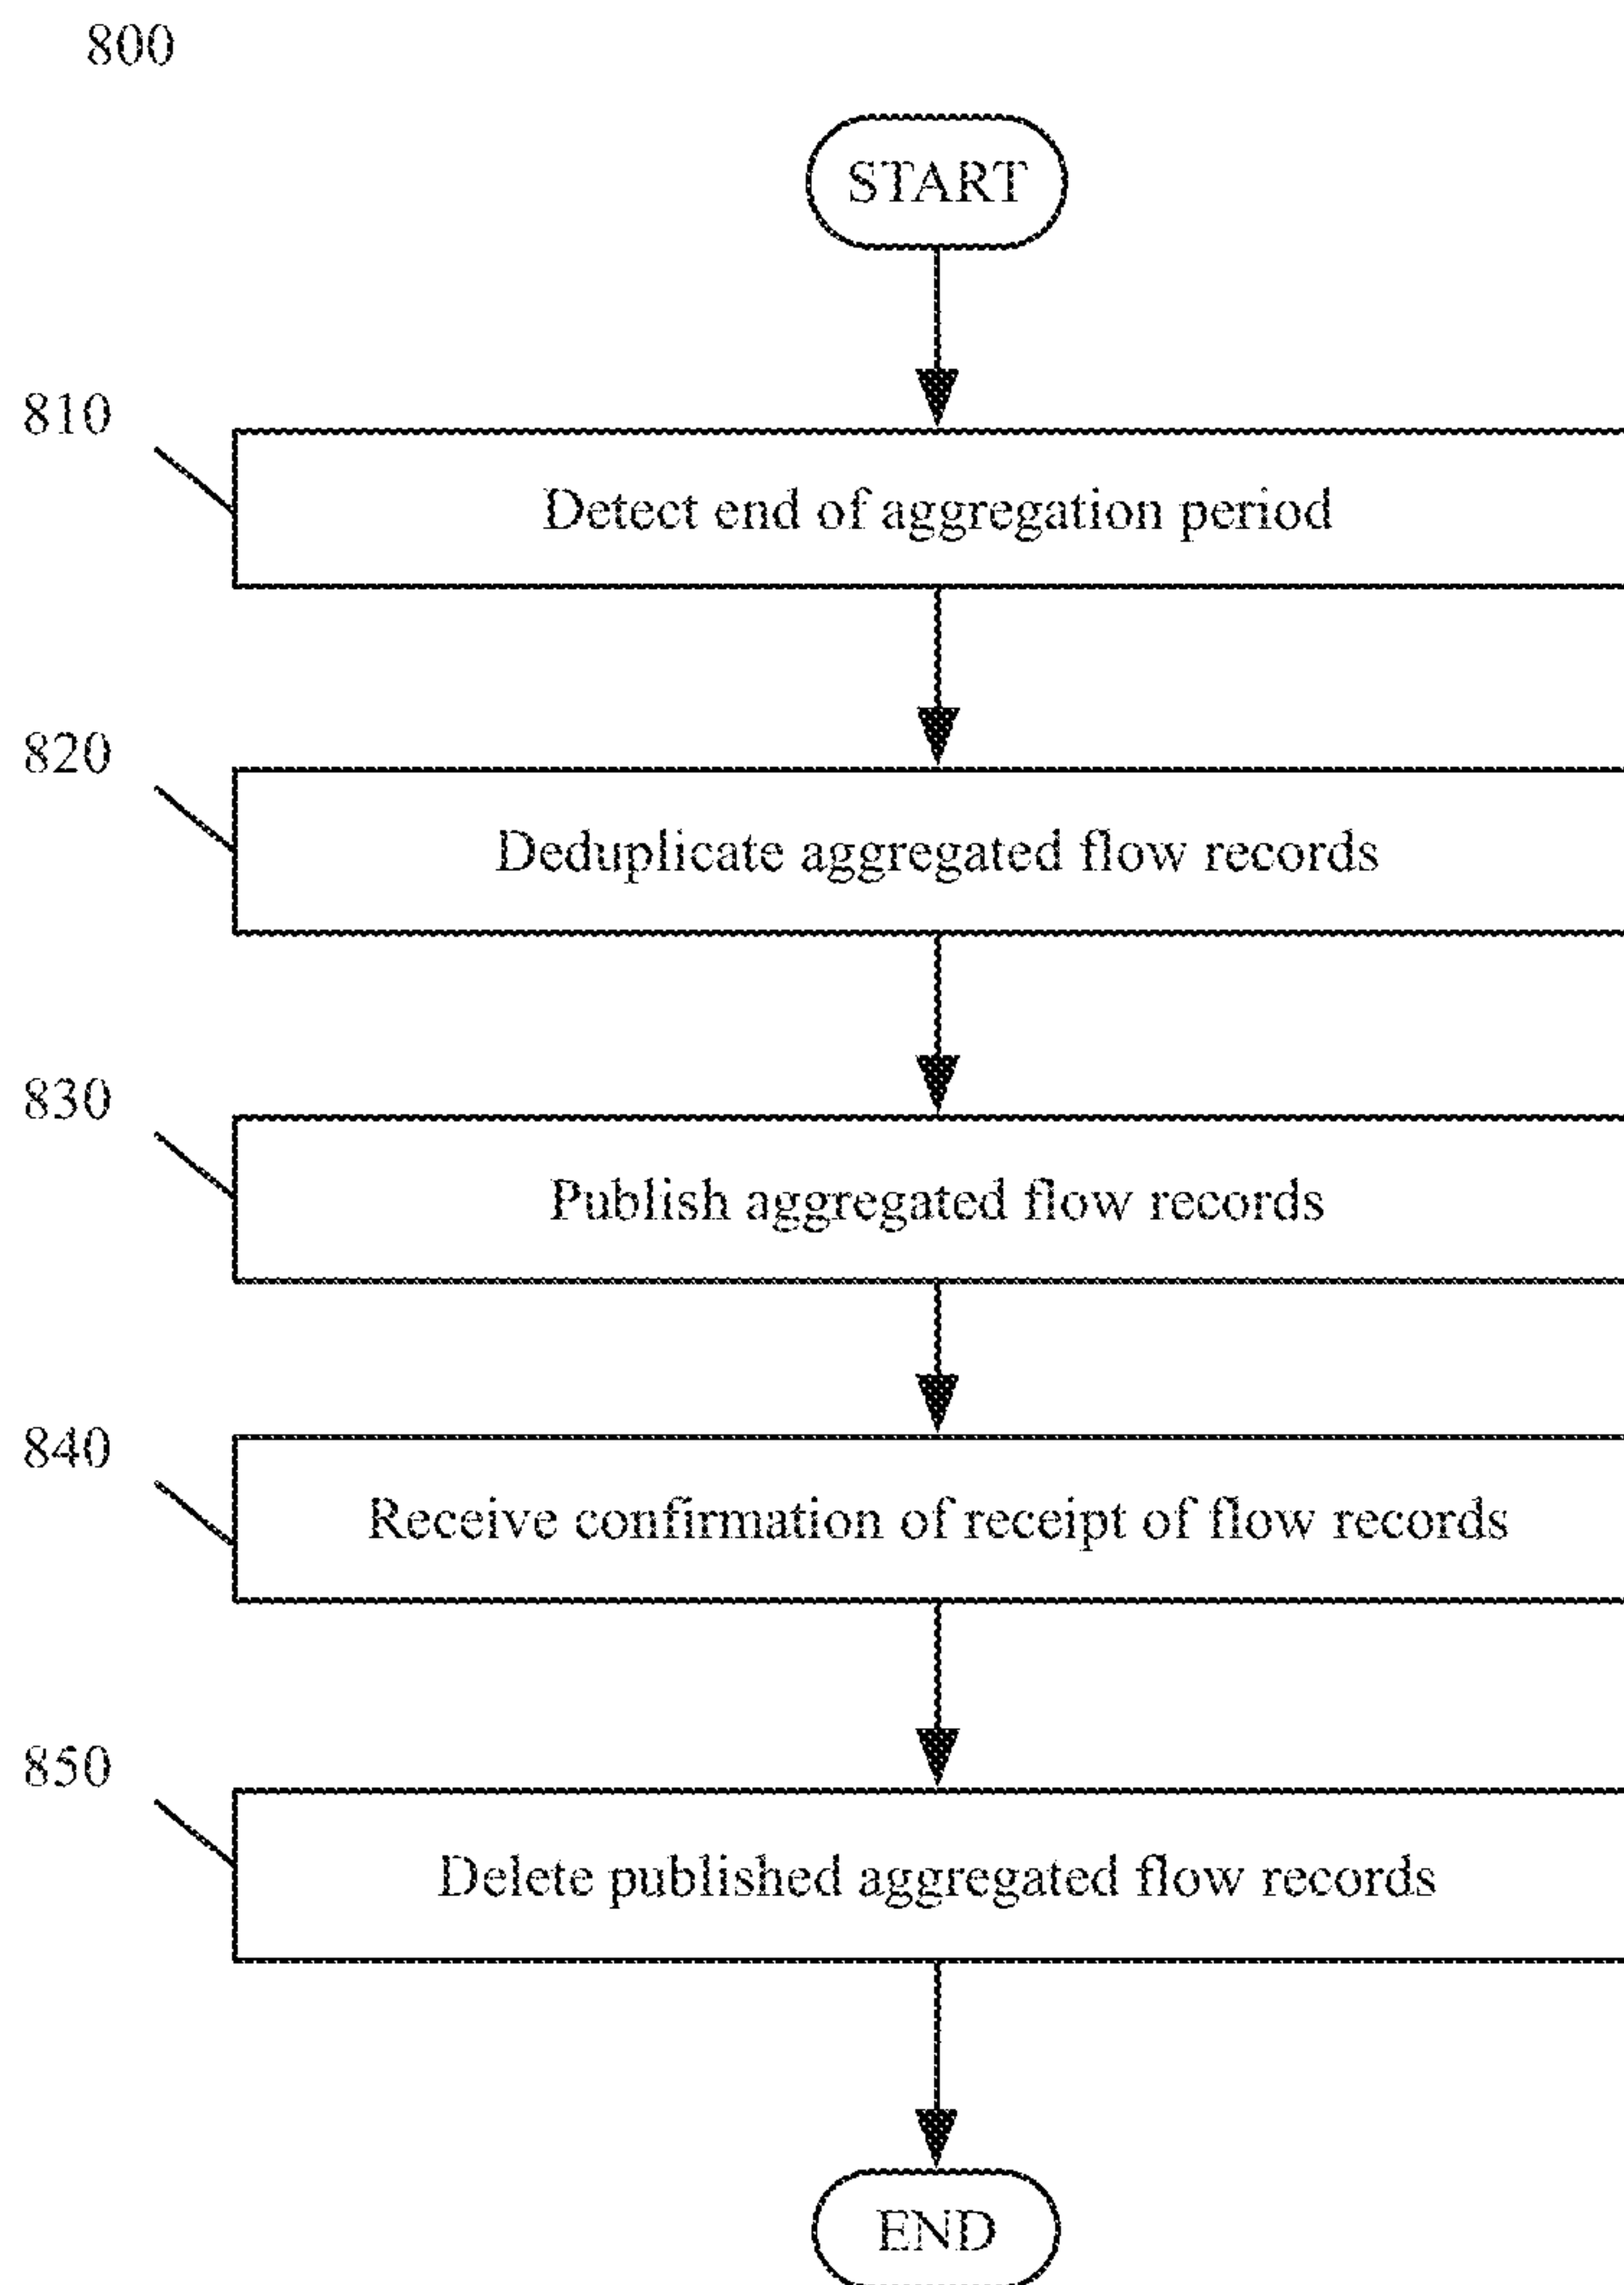 800
START
810
Detect end of aggregation period
820
Deduplicate aggregated flow records
830
Publish aggregated flow records
840
Receive confirmation of receipt of flow records
850
Delete published aggregated flow records
END